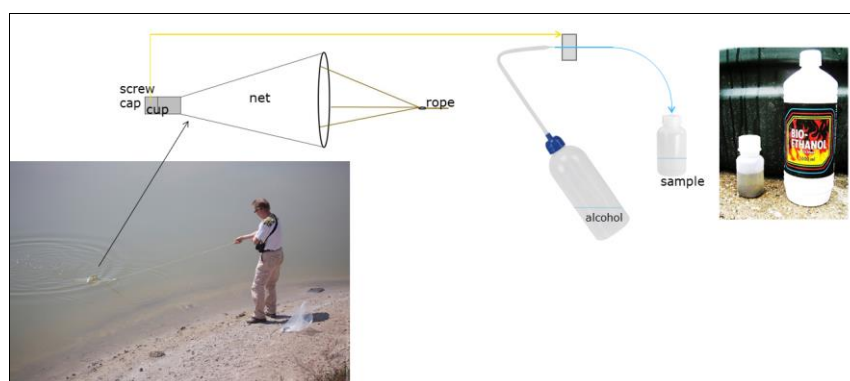 screw
cap
cup
net
rope
alcohol
sample
BIO-
ETHANOL